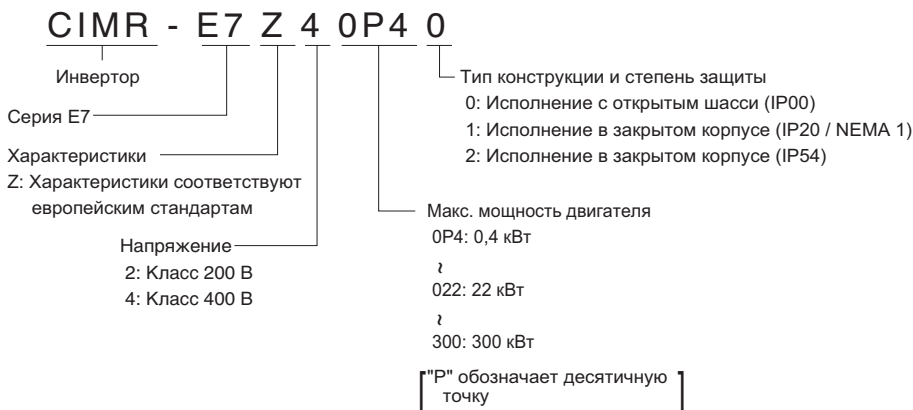 CIMR - E7 Z 4 0P4 0
Инвертор
Серия E7
Характеристики
Z: Характеристики соответствуют
европейским стандартам
Напряжение
2: Класс 200 В
4: Класс 400 В
Тип конструкции и степень защиты
0: Исполнение с открытым шасси (IP00)
1: Исполнение в закрытом корпусе (IP20 / NEMA 1)
2: Исполнение в закрытом корпусе (IP54)
Макс. мощность двигателя
0P4: 0,4 кВт
~
022: 22 кВт
~
300: 300 кВт
["P" обозначает десятичную
точку]